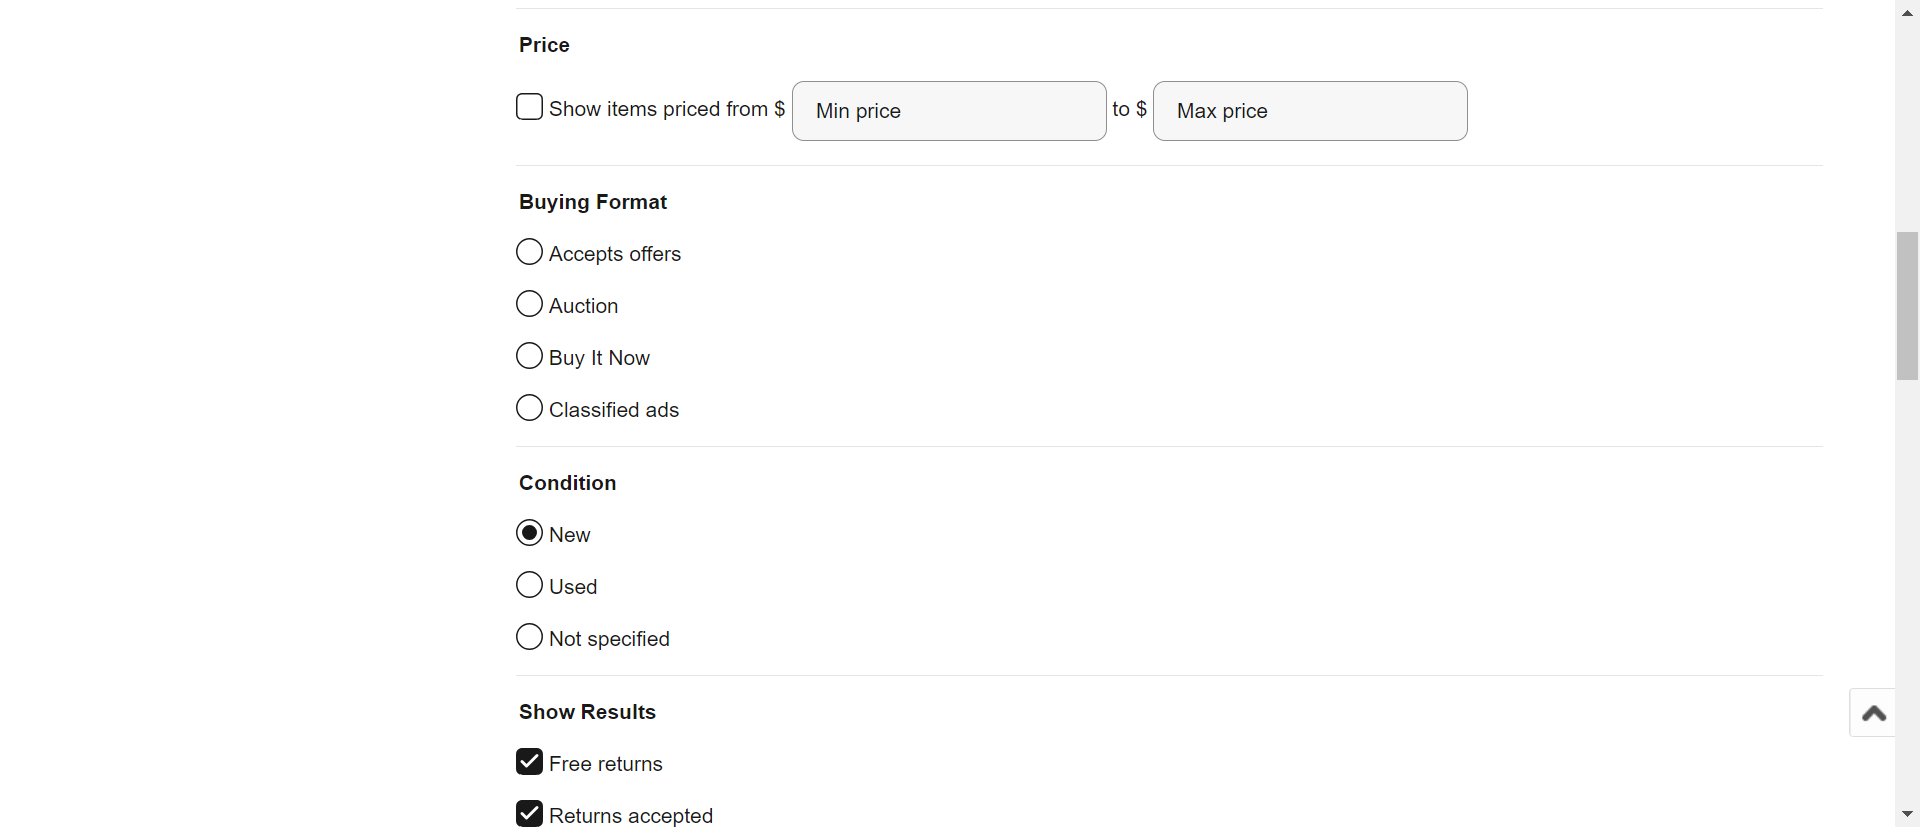 Price
Show items priced from $ Min price to $ Max price
Buying Format
Accepts offers
Auction
Buy It Now
Classified ads
Condition
New
Used
Not specified
Show Results
Free returns
Returns accepted